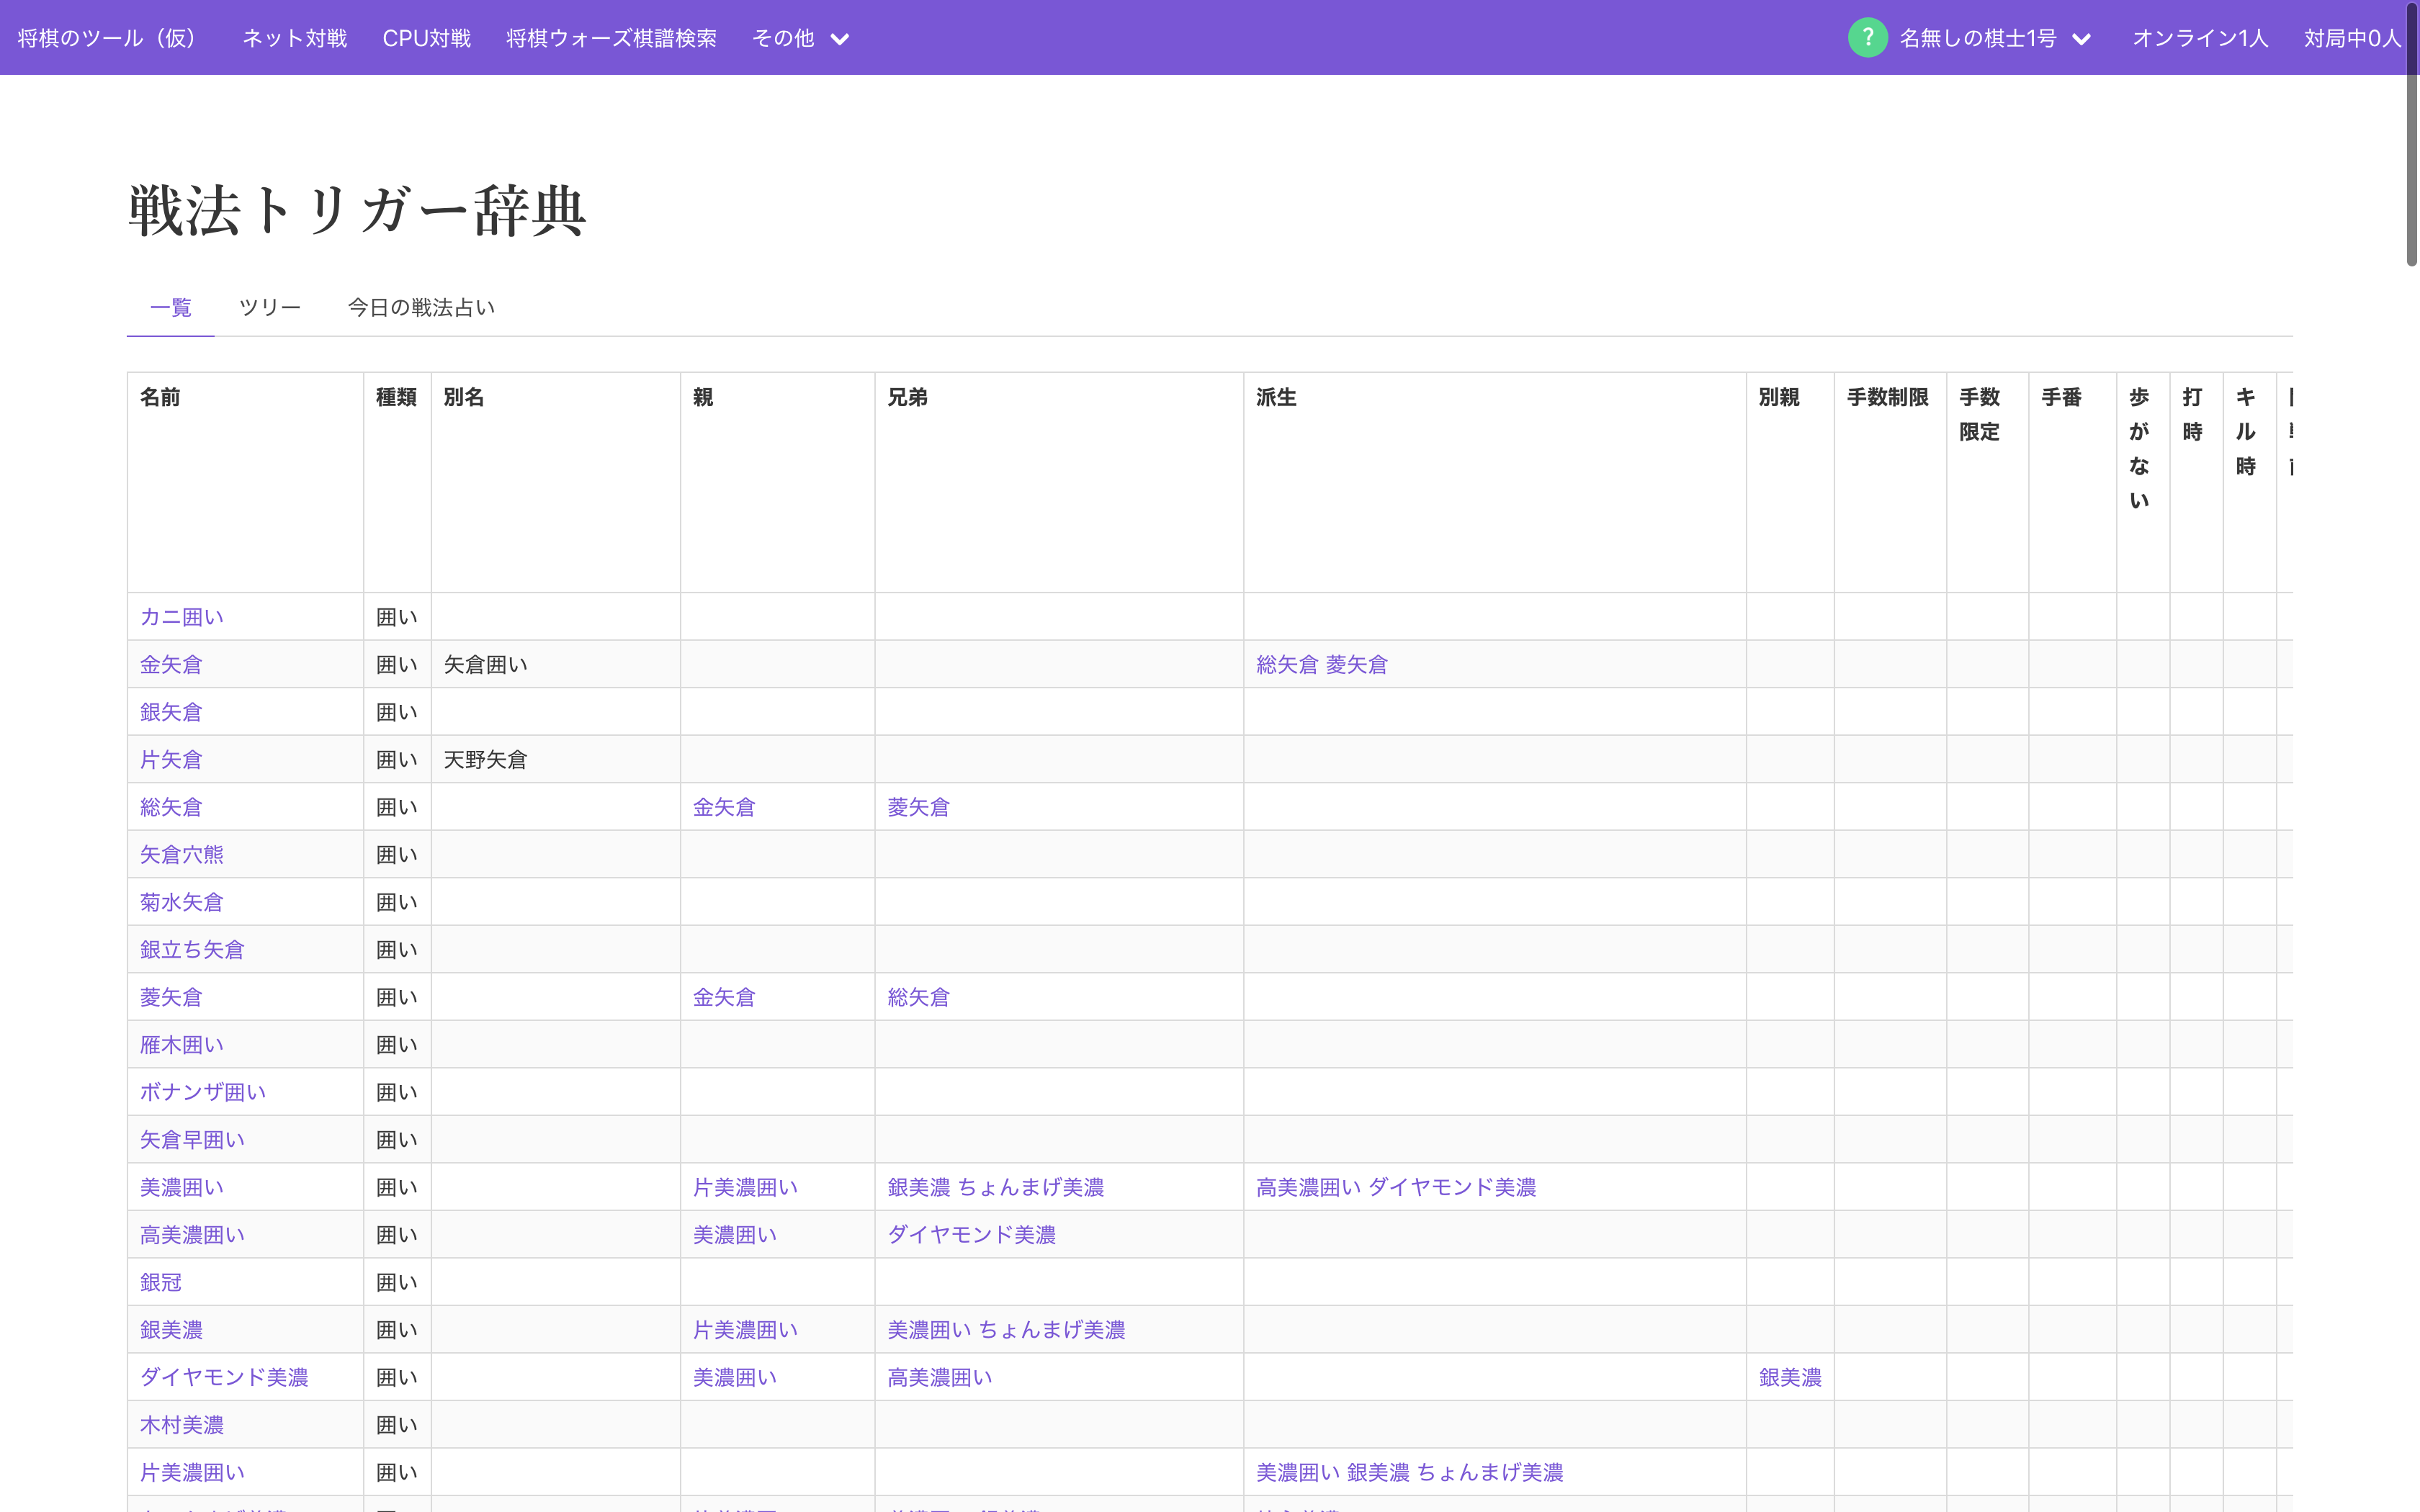 将棋のツール（仮） ネット対戦 CPU対戦 将棋ウォーズ棋譜検索 その他 ? 名無しの棋士1号 オンライン1人 対局中0人
戦法トリガー辞典
一覧 ツリー 今日の戦法占い
名前 種類 別名 親 兄弟 派生 別親 手数制限 手数限定 手番 歩がない 打時 キル時
カニ囲い 囲い
金矢倉 囲い 矢倉囲い 総矢倉 菱矢倉
銀矢倉 囲い
片矢倉 囲い 天野矢倉
総矢倉 囲い 金矢倉 菱矢倉
矢倉穴熊 囲い
菊水矢倉 囲い
銀立ち矢倉 囲い
菱矢倉 囲い 金矢倉 総矢倉
雁木囲い 囲い
ボナンザ囲い 囲い
矢倉早囲い 囲い
美濃囲い 囲い 片美濃囲い 銀美濃 ちょんまげ美濃 高美濃囲い ダイヤモンド美濃
高美濃囲い 囲い 美濃囲い ダイヤモンド美濃
銀冠 囲い
銀美濃 囲い 片美濃囲い 美濃囲い ちょんまげ美濃
ダイヤモンド美濃 囲い 美濃囲い 高美濃囲い 銀美濃
木村美濃 囲い
片美濃囲い 囲い 美濃囲い 銀美濃 ちょんまげ美濃